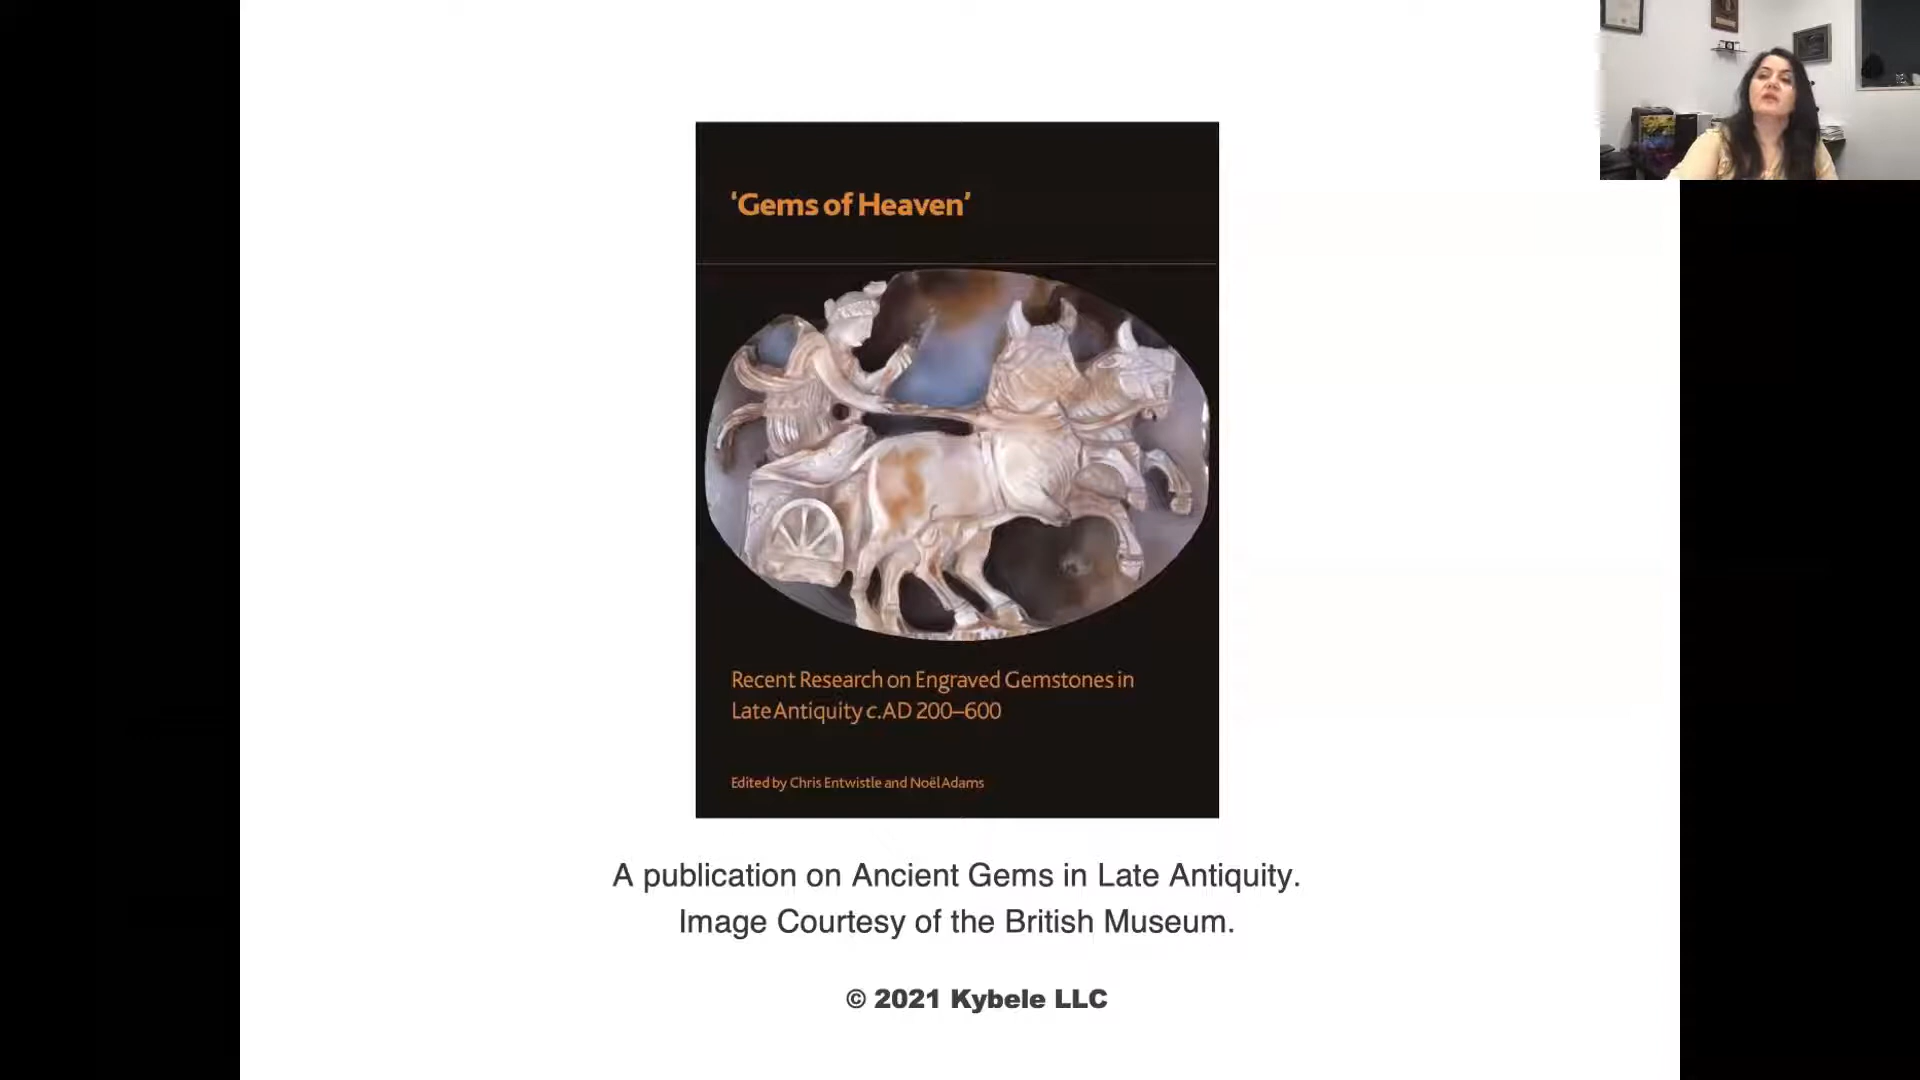 ‘Gems of Heaven’
Recent Research on Engraved Gemstones in
Late Antiquity c.AD 200–600
Edited by Chris Entwistle and Noël Adams
A publication on Ancient Gems in Late Antiquity.
Image Courtesy of the British Museum.
© 2021 Kybele LLC